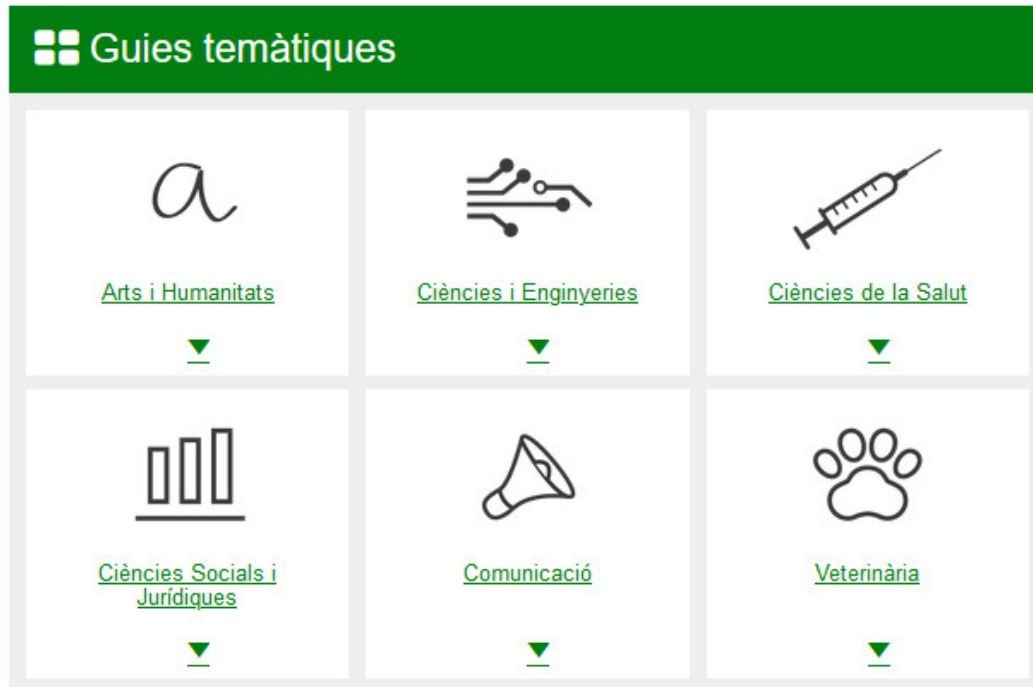 Guies temàtiques
a
Arts i Humanitats
Ciències i Enginyeries
Ciències de la Salut
Ciències Socials i
Jurídiques
Comunicació
Veterinària